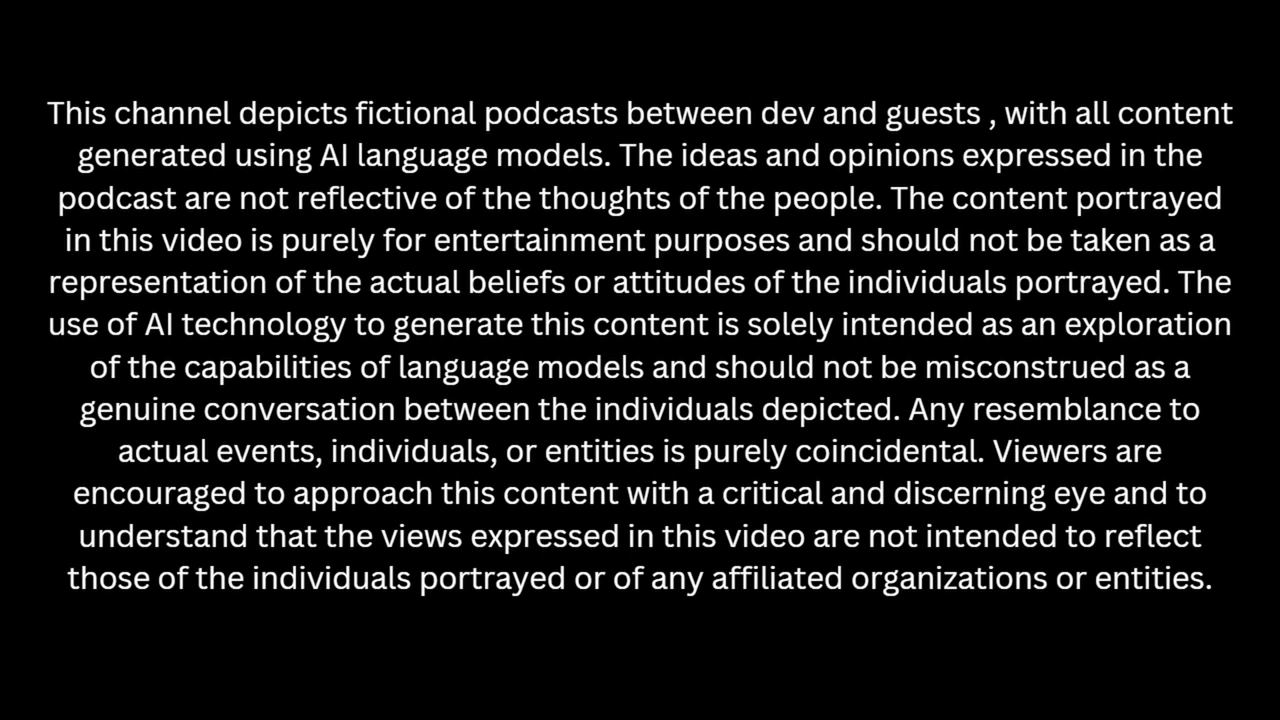 This channel depicts fictional podcasts between dev and guests , with all content
generated using AI language models. The ideas and opinions expressed in the
podcast are not reflective of the thoughts of the people. The content portrayed
in this video is purely for entertainment purposes and should not be taken as a
representation of the actual beliefs or attitudes of the individuals portrayed. The
use of AI technology to generate this content is solely intended as an exploration
of the capabilities of language models and should not be misconstrued as a
genuine conversation between the individuals depicted. Any resemblance to
actual events, individuals, or entities is purely coincidental. Viewers are
encouraged to approach this content with a critical and discerning eye and to
understand that the views expressed in this video are not intended to reflect
those of the individuals portrayed or of any affiliated organizations or entities.